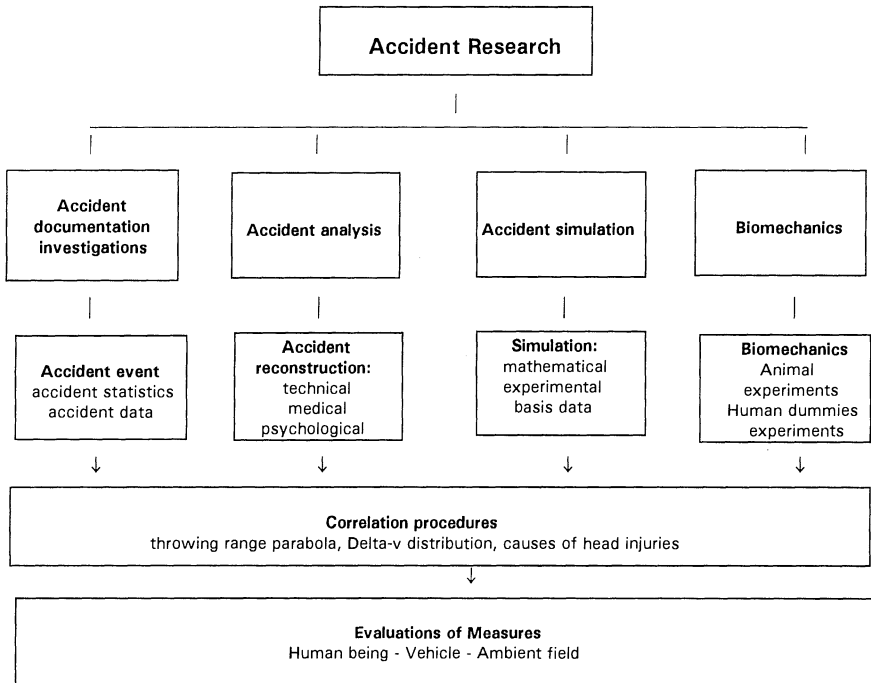 Accident Research
Accident
documentation
investigations
Accident analysis
Accident simulation
Biomechanics
Accident event
accident statistics
accident data
Accident
reconstruction:
technical
medical
psychological
Simulation:
mathematical
experimental
basis data
Biomechanics
Animal
experiments
Human dummies
experiments
Correlation procedures
throwing range parabola, Delta-v distribution, causes of head injuries
Evaluations of Measures
Human being - Vehicle - Ambient field